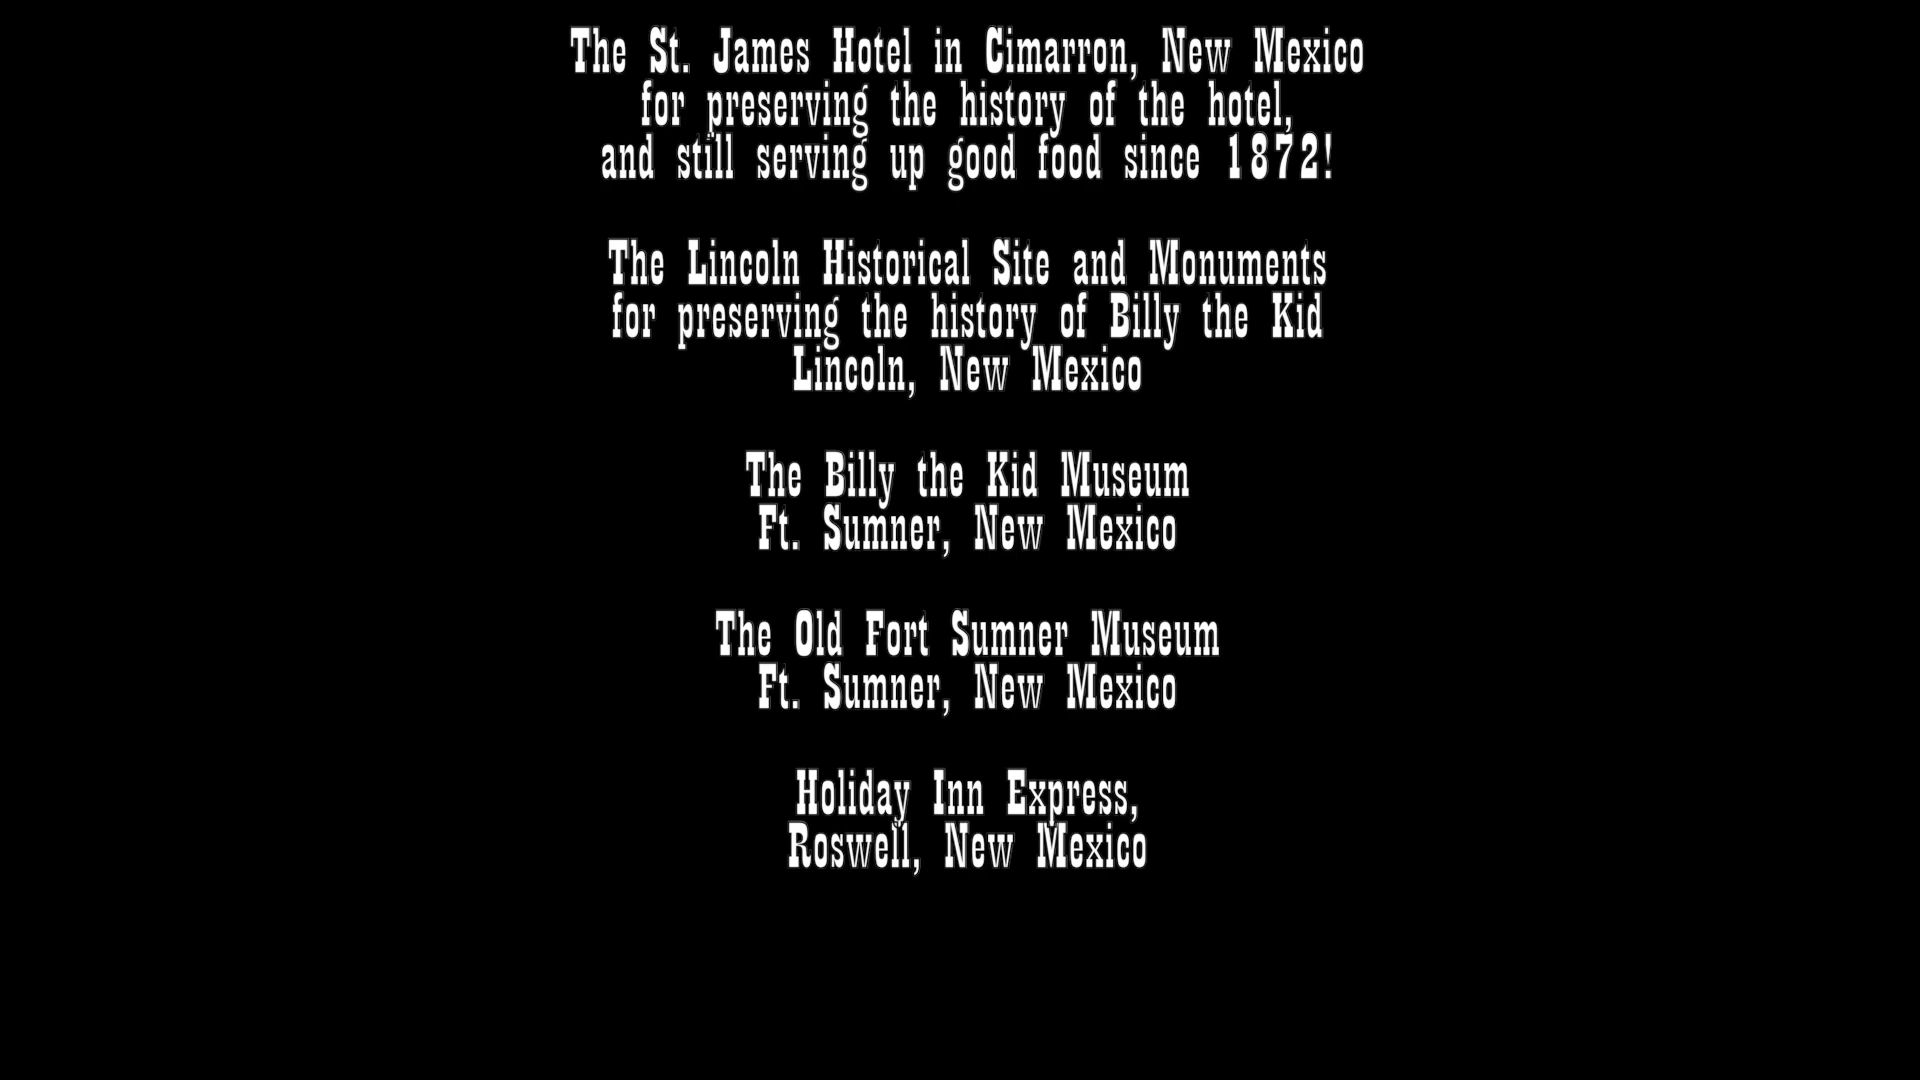 The St. James Hotel in Cimarron, New Mexico
for preserving the history of the hotel,
and still serving up good food since 1872!
The Lincoln Historical Site and Monuments
for preserving the history of Billy the Kid
Lincoln, New Mexico
The Billy the Kid Museum
Ft. Sumner, New Mexico
The Old Fort Sumner Museum
Ft. Sumner, New Mexico
Holiday Inn Express,
Roswell, New Mexico